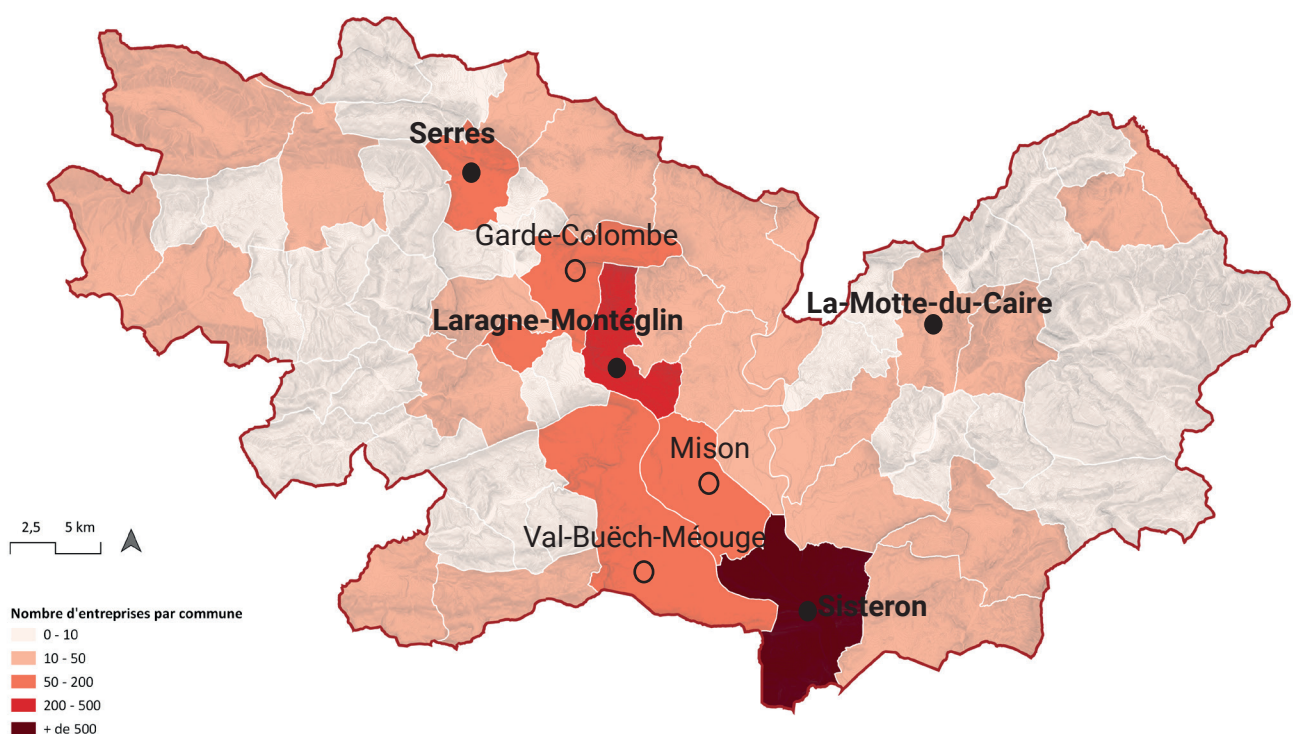 Serres
Garde-Colombe
La-Motte-du-Caire
Laragne-Montéglin
Mison
2,5 5 km
Val-Buëch-Méouge
Sisteron
Nombre d'entreprises par commune
0 - 10
10 - 50
50 - 200
200 - 500
+ de 500